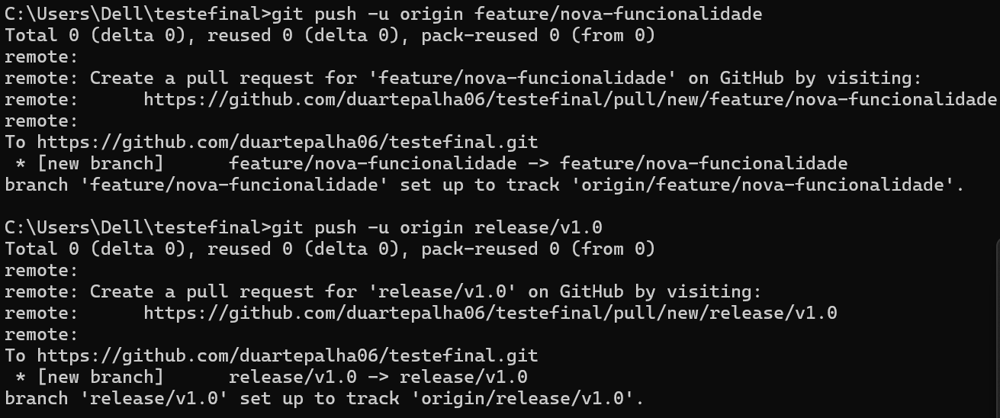 C:\Users\Dell\testefinal>git push -u origin feature/nova-funcionalidade
Total 0 (delta 0), reused 0 (delta 0), pack-reused 0 (from 0)
remote:
remote: Create a pull request for 'feature/nova-funcionalidade' on GitHub by visiting:
remote:      https://github.com/duartepalha06/testefinal/pull/new/feature/nova-funcionalidade
remote:
To https://github.com/duartepalha06/testefinal.git
 * [new branch]      feature/nova-funcionalidade -> feature/nova-funcionalidade
branch 'feature/nova-funcionalidade' set up to track 'origin/feature/nova-funcionalidade'.

C:\Users\Dell\testefinal>git push -u origin release/v1.0
Total 0 (delta 0), reused 0 (delta 0), pack-reused 0 (from 0)
remote:
remote: Create a pull request for 'release/v1.0' on GitHub by visiting:
remote:      https://github.com/duartepalha06/testefinal/pull/new/release/v1.0
remote:
To https://github.com/duartepalha06/testefinal.git
 * [new branch]      release/v1.0 -> release/v1.0
branch 'release/v1.0' set up to track 'origin/release/v1.0'.